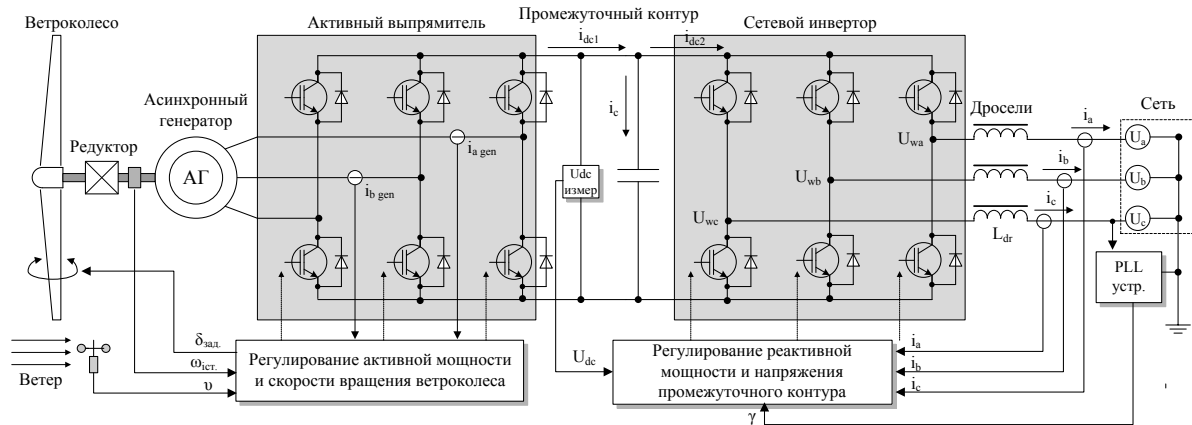 Ветроколесо
Активный выпрямитель
Промежуточный контур
Сетевой инвертор
i_dc1
i_dc2
Асинхронный
генератор
Редуктор
АГ
i_a gen
i_b gen
i_c
Udc
измер
U_wa
U_wb
U_wc
Дросели
L_dr
Сеть
i_a
i_b
i_c
U_a
U_b
U_c
PLL
устр.
Ветер
δ_зад.
ω_іст.
υ
Регулирование активной мощности
и скорости вращения ветроколеса
U_dc
Регулирование реактивной
мощности и напряжения
промежуточного контура
i_a
i_b
i_c
γ